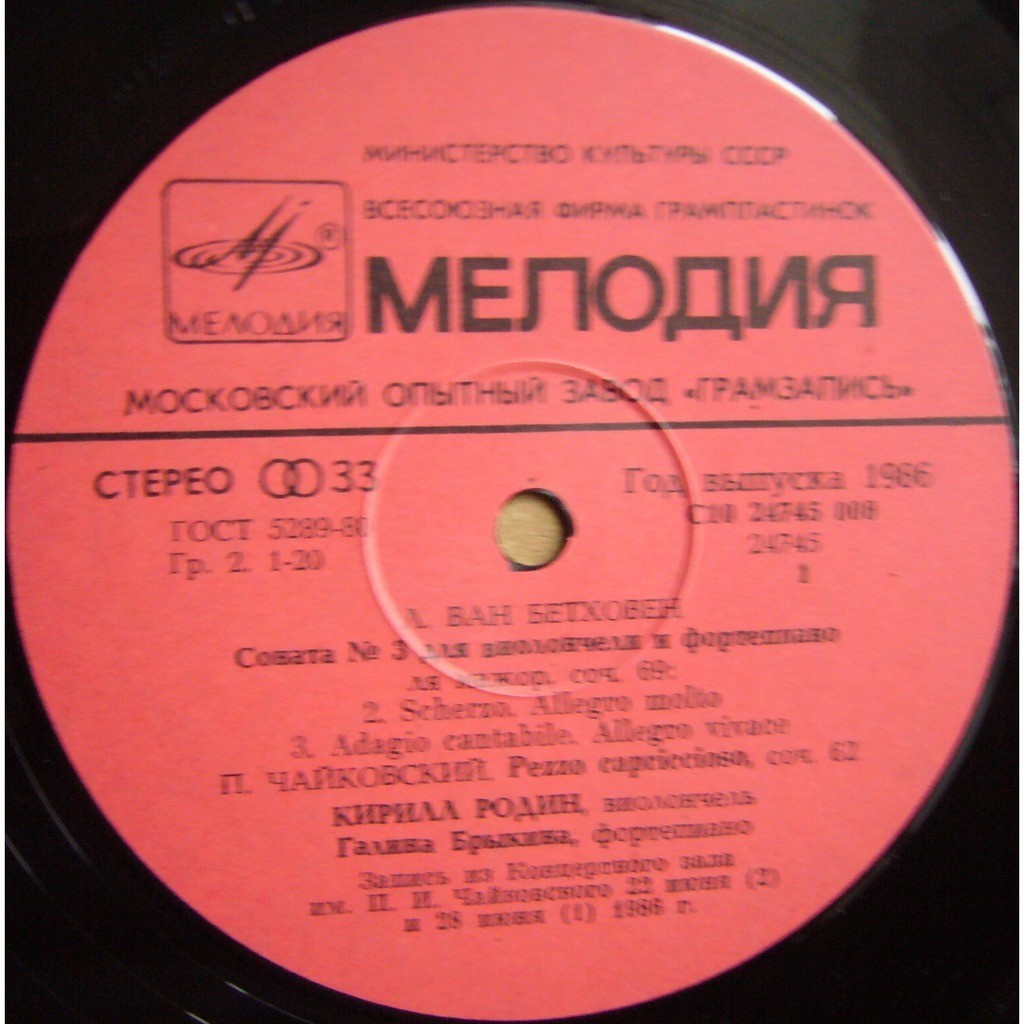 МИНИСТЕРСТВО КУЛЬТУРЫ СССР
ВСЕСОЮЗНАЯ ФИРМА ГРАМПЛАСТИНОК
®
МЕЛОДИЯ
МЕЛОДИЯ
МОСКОВСКИЙ ОПЫТНЫЙ ЗАВОД «ГРАМЗАПИСЬ»
СТЕРЕО 33
Год выпуска 1986
ГОСТ 5289-80
С10 24745 008
Гр. 2. 1-20
24745
1
Л. ВАН БЕТХОВЕН
Соната № 3 для виолончели и фортепиано
ля мажор, соч. 69:
2. Scherzo. Allegro molto
3. Adagio cantabile. Allegro vivace
П. ЧАЙКОВСКИЙ. Pezzo capriccioso, соч. 62
КИРИЛЛ РОДИН, виолончель
Галина Брыкина, фортепиано
Запись из Концертного зала
им. П. И. Чайковского 22 июня (2)
и 28 июня (1) 1986 г.